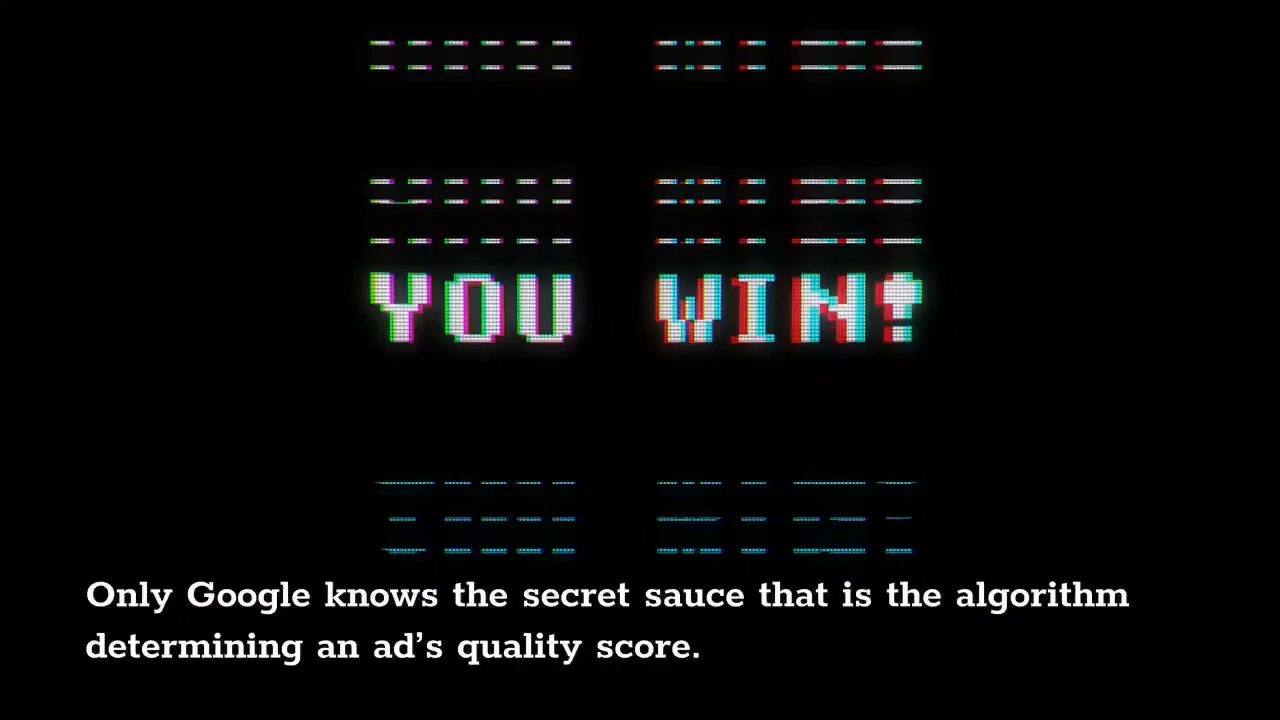 YOU WIN!
Only Google knows the secret sauce that is the algorithm
determining an ad’s quality score.